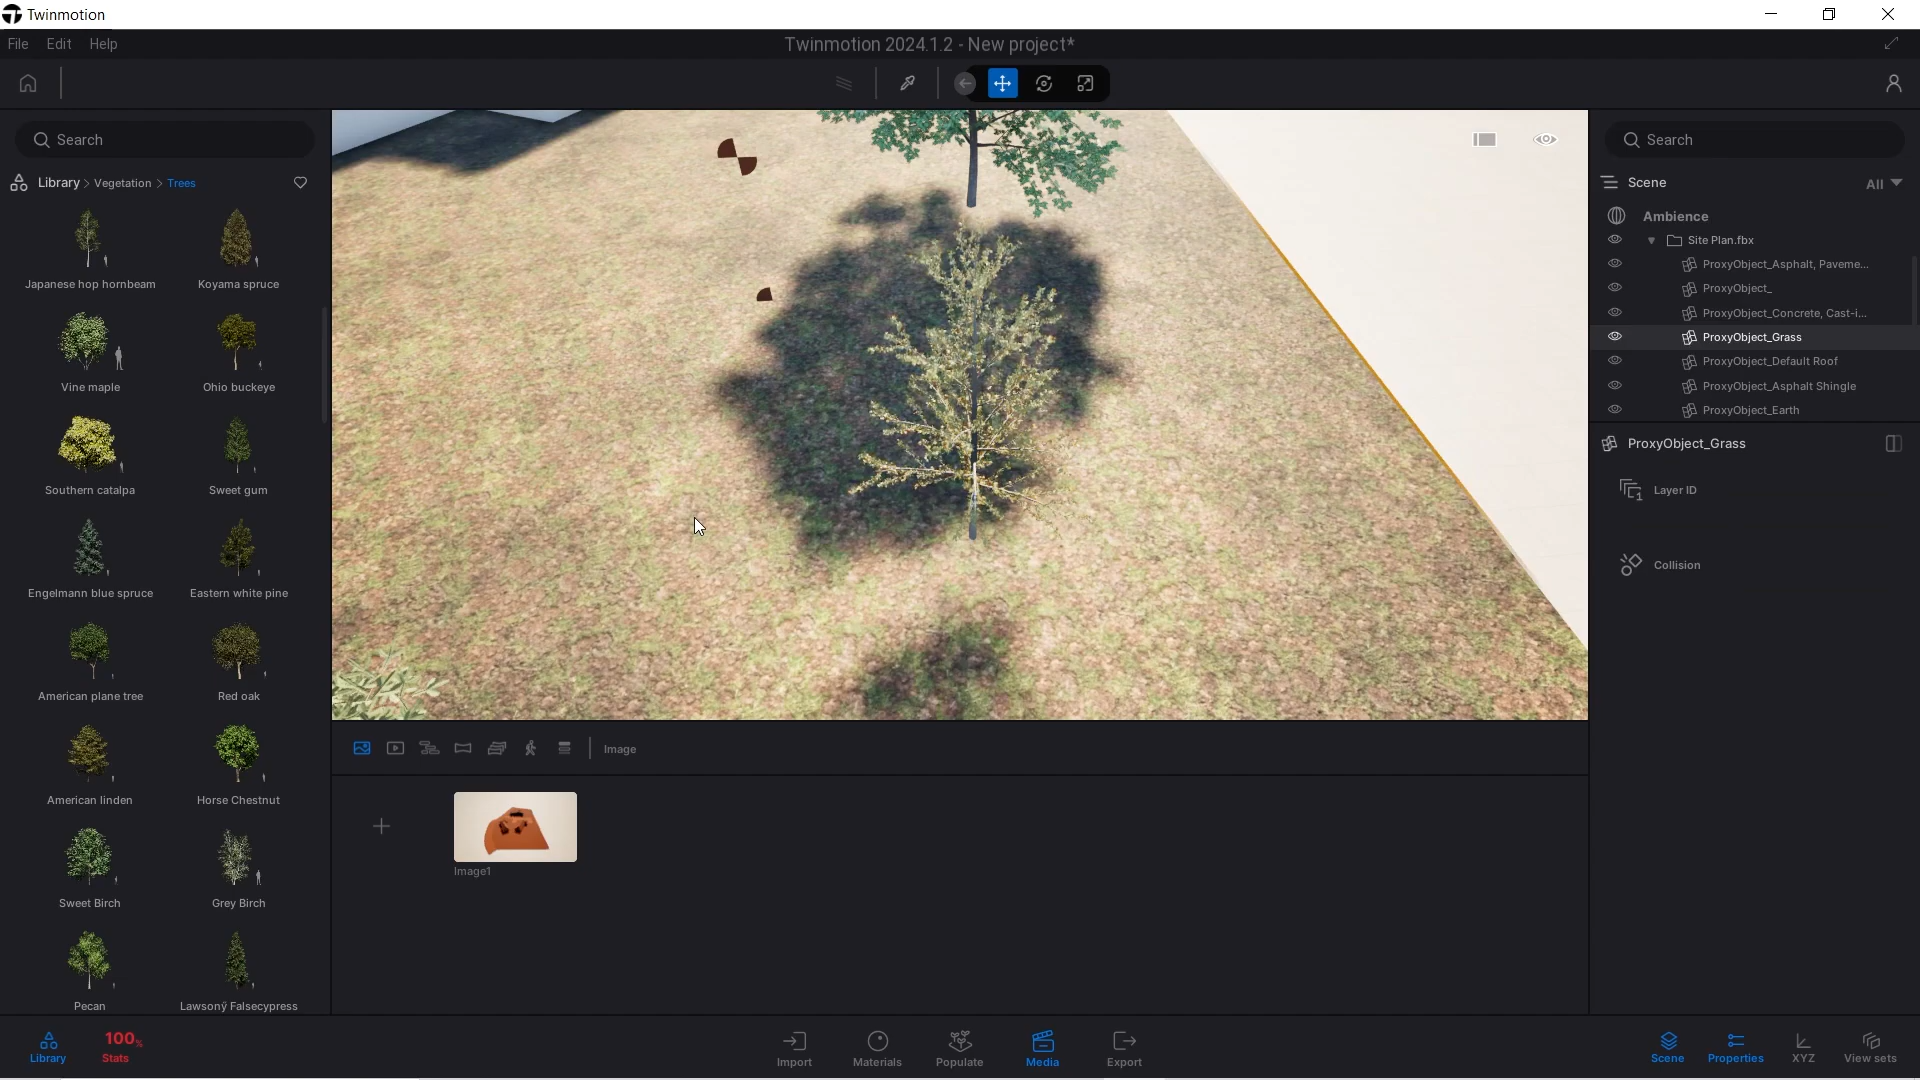 Twinmotion
File Edit Help
Twinmotion 2024.1.2 - New project*
Search
Library > Vegetation > Trees
Japanese hop hornbeam
Koyama spruce
Vine maple
Ohio buckeye
Southern catalpa
Sweet gum
Engelmann blue spruce
Eastern white pine
American plane tree
Red oak
American linden
Horse Chestnut
Sweet Birch
Grey Birch
Pecan
Lawsonÿ Falsecypress
Image
Image1
Search
Scene
All
Ambience
Site Plan.fbx
ProxyObject_Asphalt, Paveme...
ProxyObject_
ProxyObject_Concrete, Cast-i...
ProxyObject_Grass
ProxyObject_Default Roof
ProxyObject_Asphalt Shingle
ProxyObject_Earth
ProxyObject_Grass
Layer ID
Collision
Library
100%
Stats
Import
Materials
Populate
Media
Export
Scene
Properties
XYZ
View sets